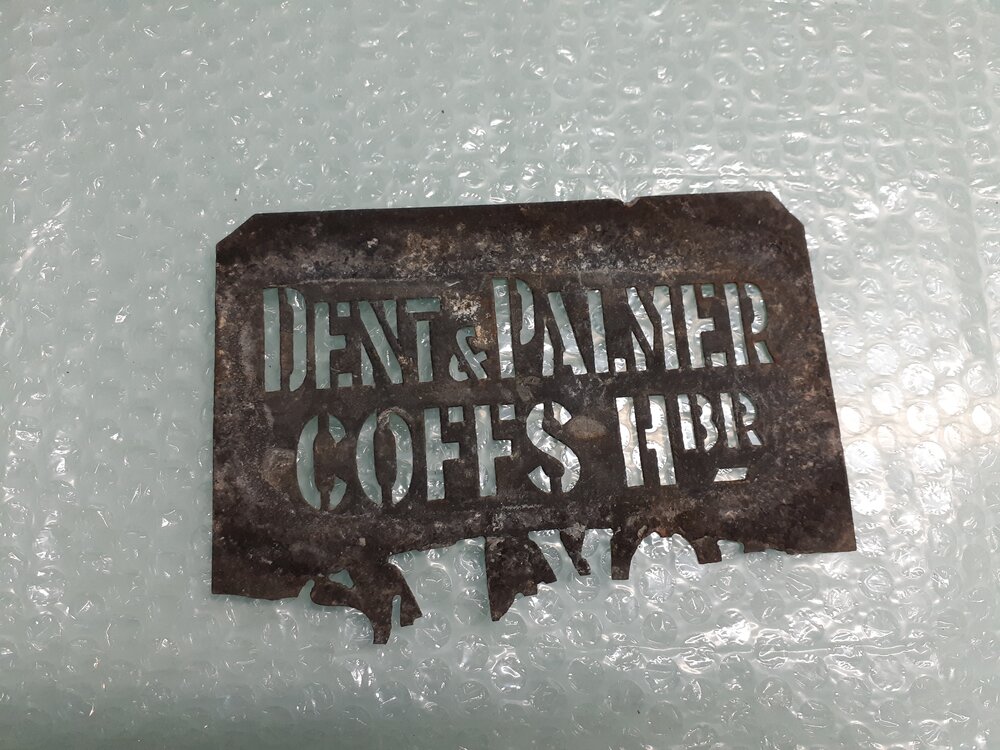 DENT & PALMER
COFFS HBR